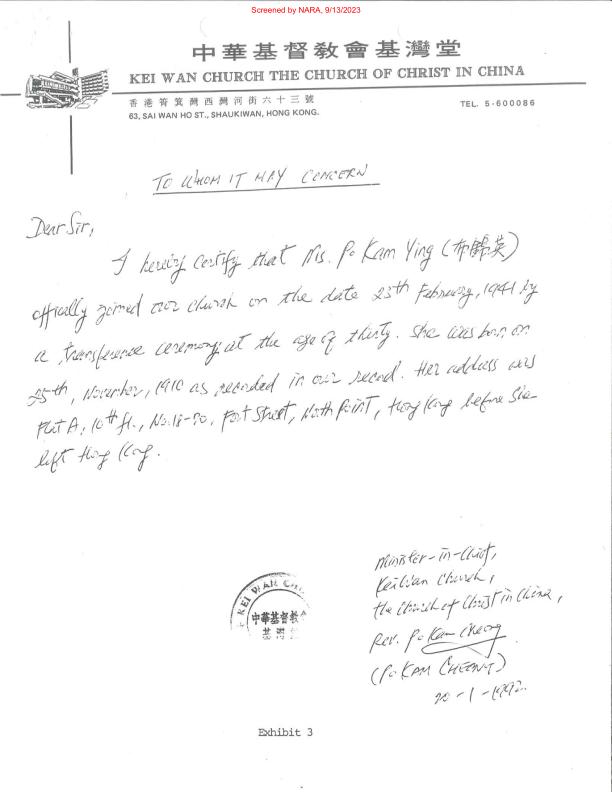 Screened by NARA, 9/13/2023
中華基督教會基灣堂
KEI WAN CHURCH THE CHURCH OF CHRIST IN CHINA
香港筲箕灣西灣河街六十三號
63, SAI WAN HO ST., SHAUKIWAN, HONG KONG.
TEL. 5-600086
TO WHOM IT MAY CONCERN
Dear Sir,
I hereby certify that Ms. Po Kam Ying (布錦英)
officially joined our church on the date 23th February, 1941 by
a transference ceremony at the age of thirty. She was born on
25th, November, 1910 as recorded in our record. Her address was
Flat A, 10th fl., No. 18-20, Fort Street, North Point, Hong Kong before she
left Hong Kong.
Minister-in-Chief,
Kei Wan Church,
the Church of Christ in China,
Rev. Po Kam Cheong
(PO KAM CHEONG)
20-1-1992
KEI WAN CHU
中華基督教會
基灣
Exhibit 3